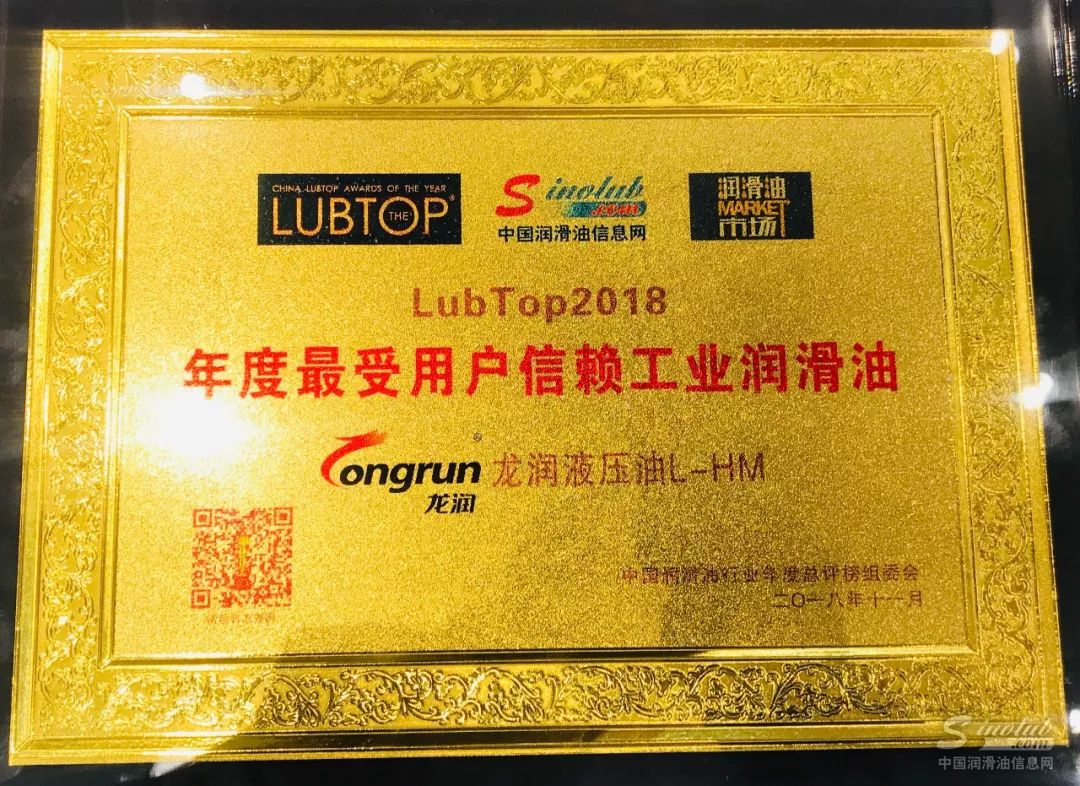 CHINA LUBTOP AWARDS OF THE YEAR
LUBTOP®
THE
Sinolub
.com
中国润滑油信息网
润滑油
MARKET
市场
LubTop2018
年度最受用户信赖工业润滑油
Longrun®
龙润
龙润液压油L-HM
中国润滑油行业年度总评榜组委会
二〇一八年十一月
Sinolub
.com
中国润滑油信息网